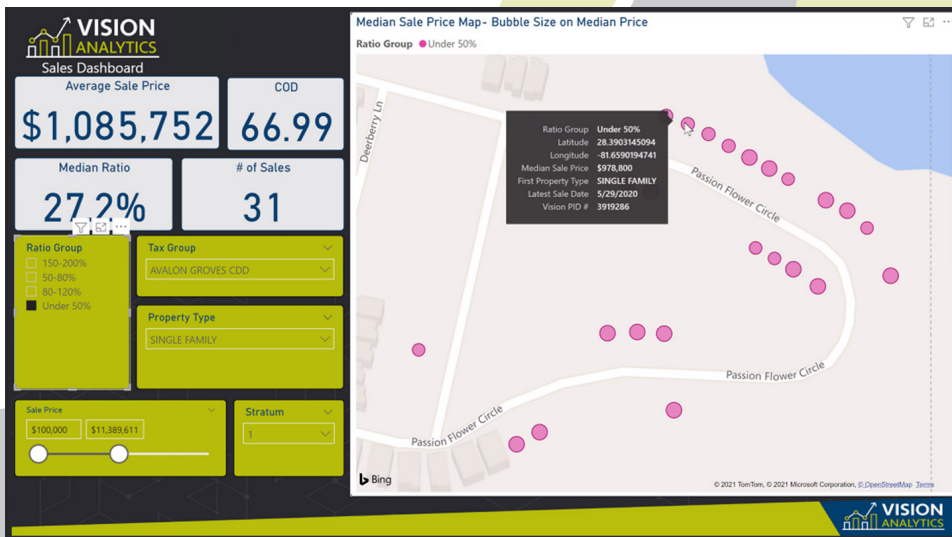 VISION
ANALYTICS
Sales Dashboard
Average Sale Price
$1,085,752
COD
66.99
Median Ratio
27.2%
# of Sales
31
Ratio Group
150-200%
50-80%
80-120%
Under 50%
Tax Group
AVALON GROVES CDD
Property Type
SINGLE FAMILY
Sale Price
$100,000
$11,389,611
Stratum
1
Median Sale Price Map- Bubble Size on Median Price
Ratio Group Under 50%
Deerberry Ln
Ratio Group Under 50%
Latitude 28.3903145094
Longitude -81.6590194741
Median Sale Price $978,800
First Property Type SINGLE FAMILY
Latest Sale Date 5/29/2020
Vision PID # 3919286
Passion Flower Circle
Passion Flower Circle
Passion Flower Circle
Bing
© 2021 TomTom, © 2021 Microsoft Corporation, © OpenStreetMap Terms
VISION
ANALYTICS